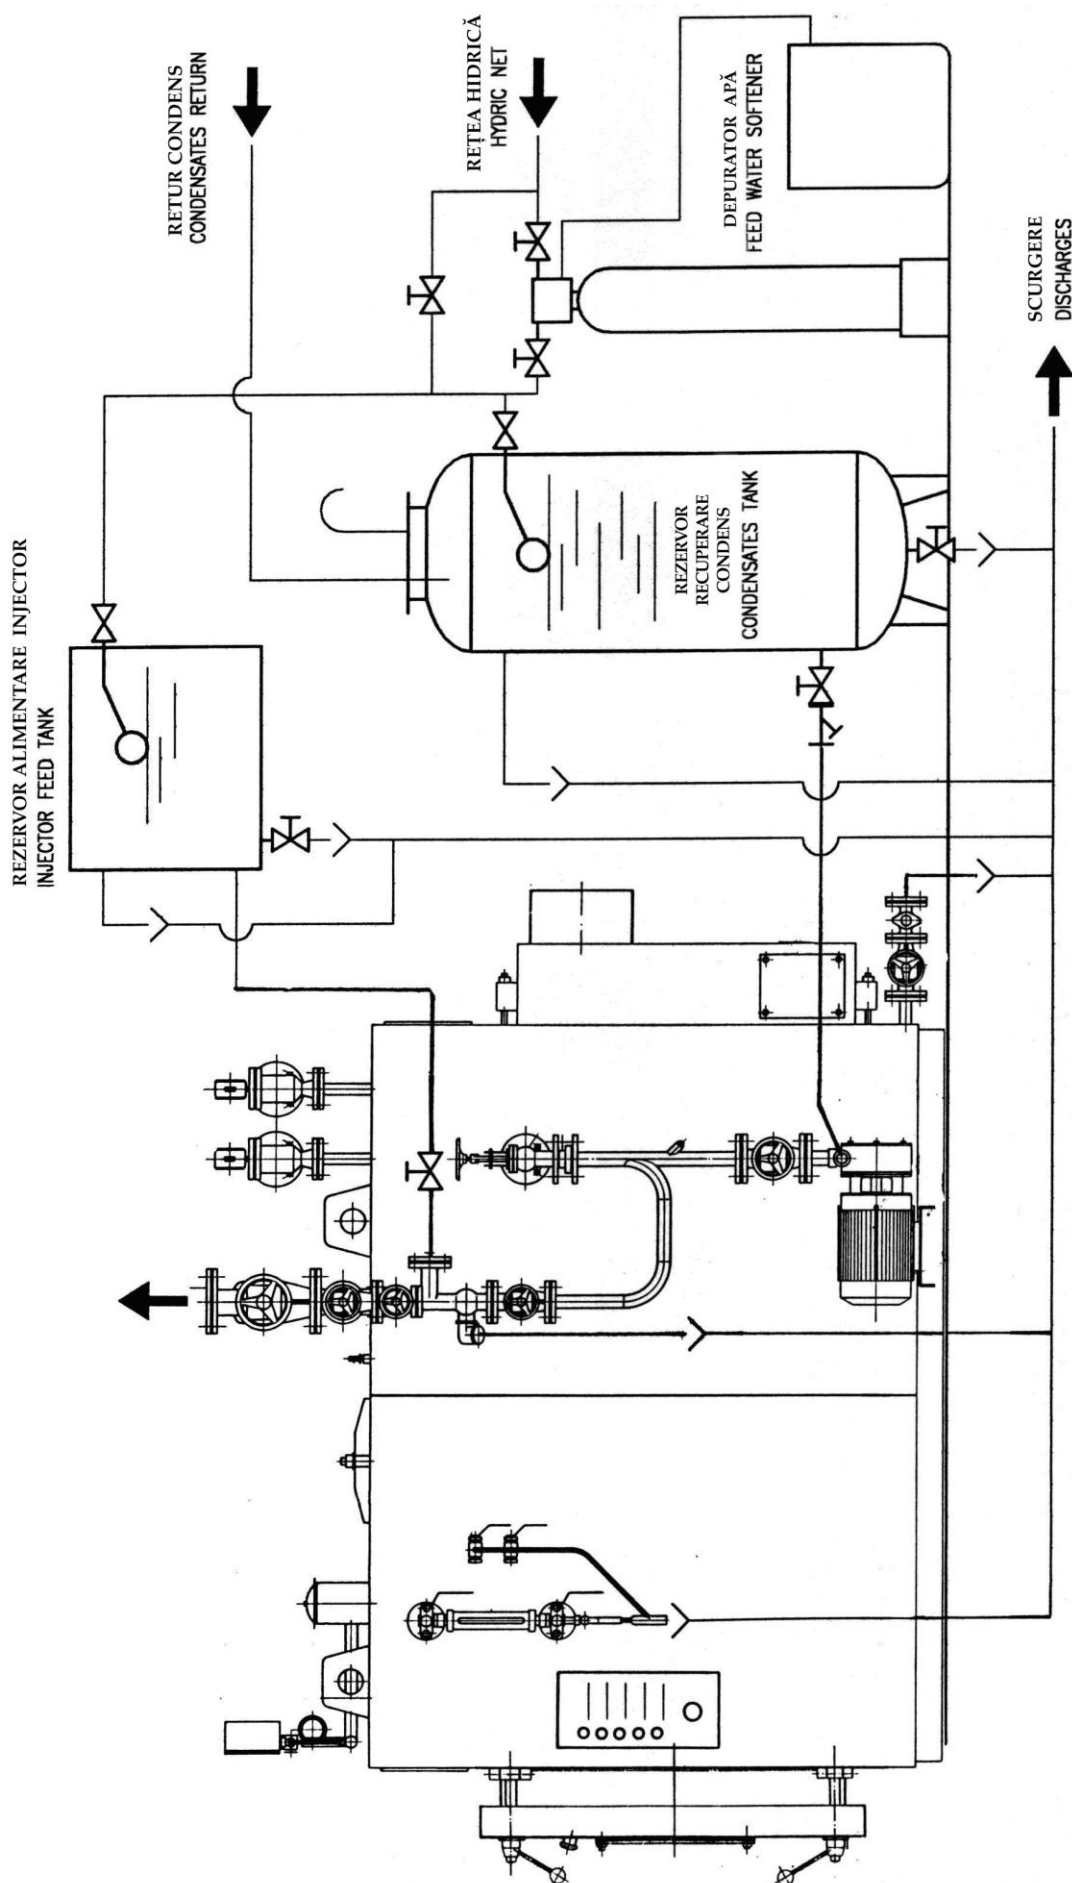 REZERVOR ALIMENTARE INJECTOR
INJECTOR FEED TANK
RETUR CONDENS
CONDENSATES RETURN
REȚEA HIDRICĂ
HYDRIC NET
DEPURATOR APĂ
FEED WATER SOFTENER
REZERVOR
RECUPERARE
CONDENS
CONDENSATES TANK
SCURGERE
DISCHARGES